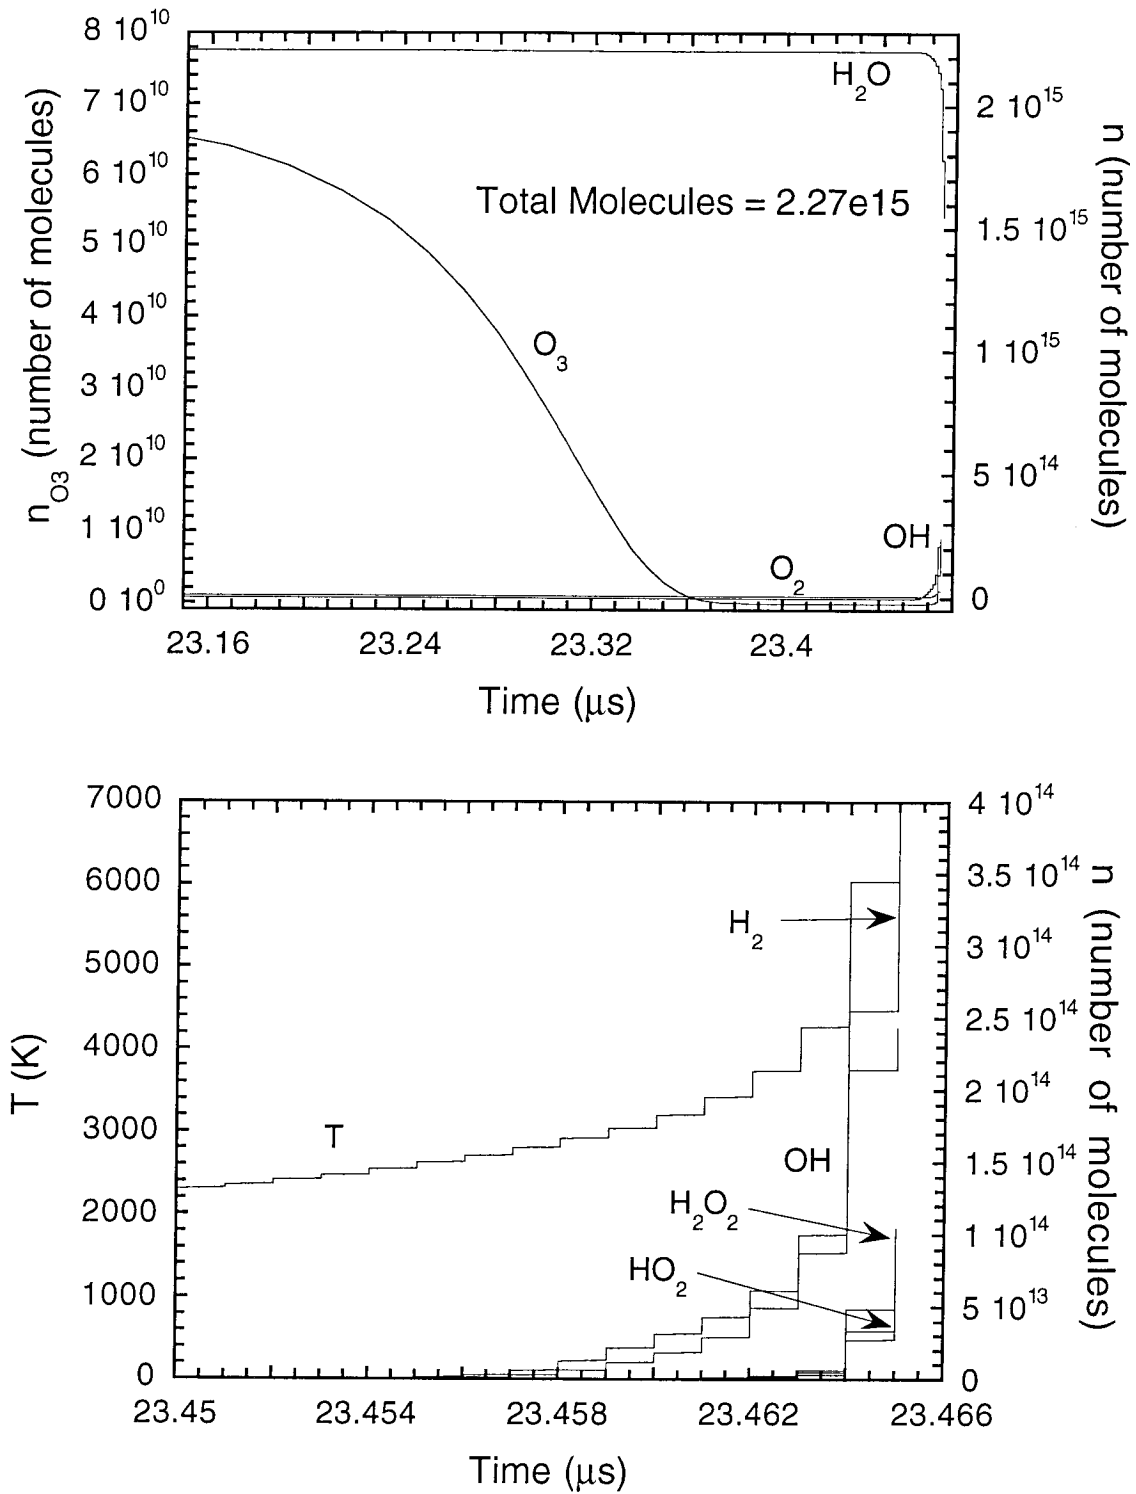 8 10^10
7 10^10
6 10^10
5 10^10
4 10^10
3 10^10
2 10^10
1 10^10
0 10^0
n_O3 (number of molecules)
H_2O
Total Molecules = 2.27e15
O_3
O_2
OH
2 10^15
1.5 10^15
1 10^15
5 10^14
0
n (number of molecules)
23.16 23.24 23.32 23.4
Time (μs)
7000
6000
5000
4000
3000
2000
1000
0
T (K)
H_2
T
OH
H_2O_2
HO_2
4 10^14
3.5 10^14
3 10^14
2.5 10^14
2 10^14
1.5 10^14
1 10^14
5 10^13
0
n (number of molecules)
23.45 23.454 23.458 23.462 23.466
Time (μs)